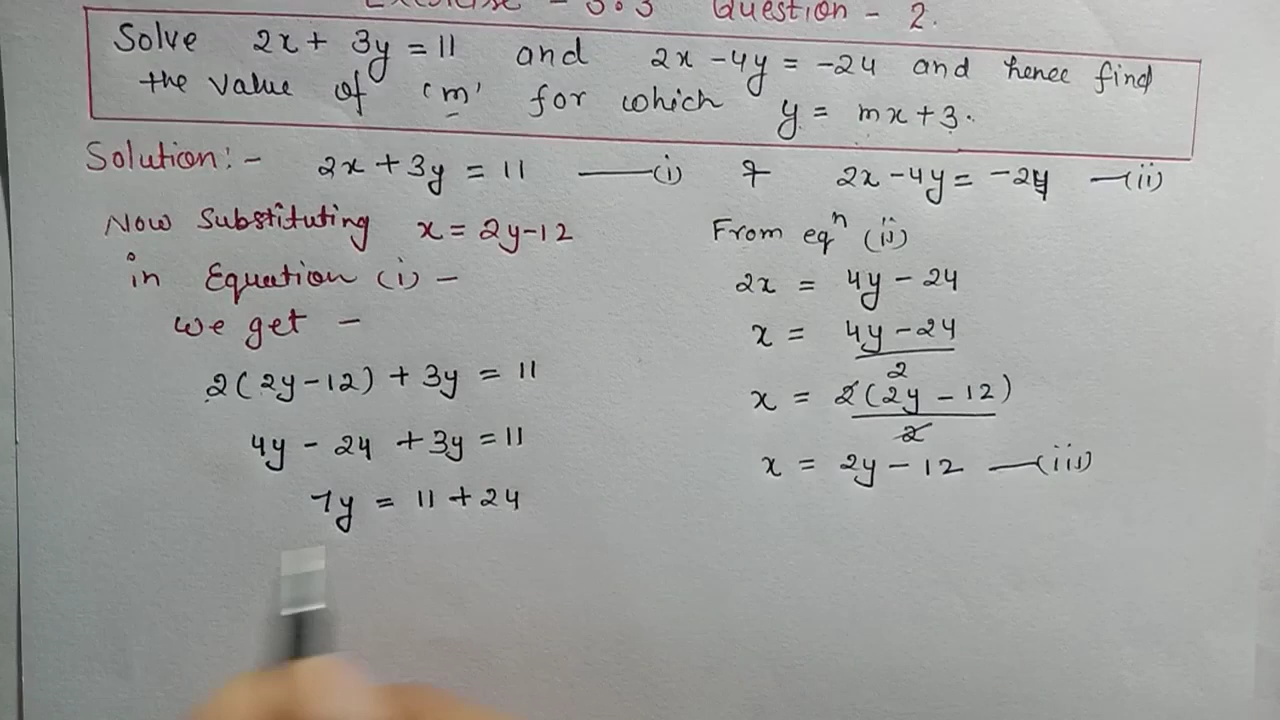 Exercise - 3.3 Question - 2.
Solve 2x + 3y = 11 and 2x - 4y = -24 and hence find
the value of 'm' for which y = mx + 3.
Solution:- 2x + 3y = 11 —(i) & 2x - 4y = -24 —(ii)
Now Substituting x = 2y - 12
in Equation (i) -
we get -
2(2y - 12) + 3y = 11
4y - 24 + 3y = 11
7y = 11 + 24
From eqⁿ (ii)
2x = 4y - 24
x = 4y - 24
2
x = 2(2y - 12)
2
x = 2y - 12 —(iii)